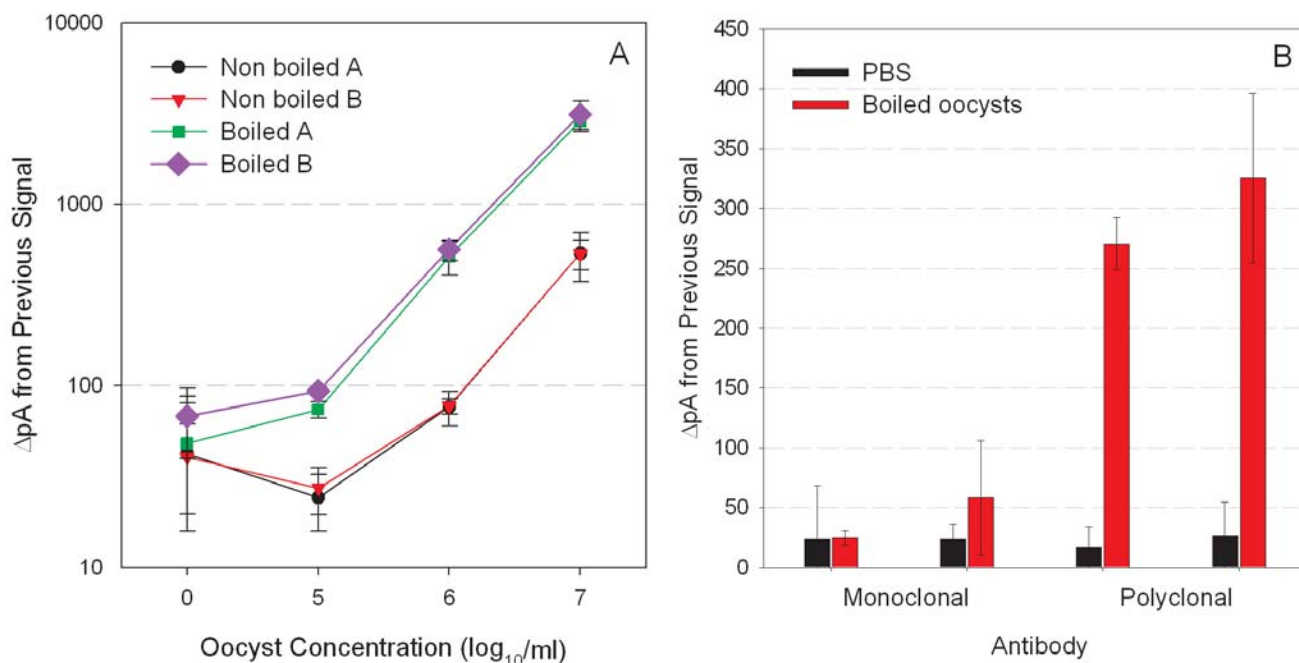 A
Non boiled A
Non boiled B
Boiled A
Boiled B
10000
1000
100
10
ΔpA from Previous Signal
0 5 6 7
Oocyst Concentration (log10/ml)
B
PBS
Boiled oocysts
450
400
350
300
250
200
150
100
50
0
ΔpA from Previous Signal
Monoclonal Polyclonal
Antibody